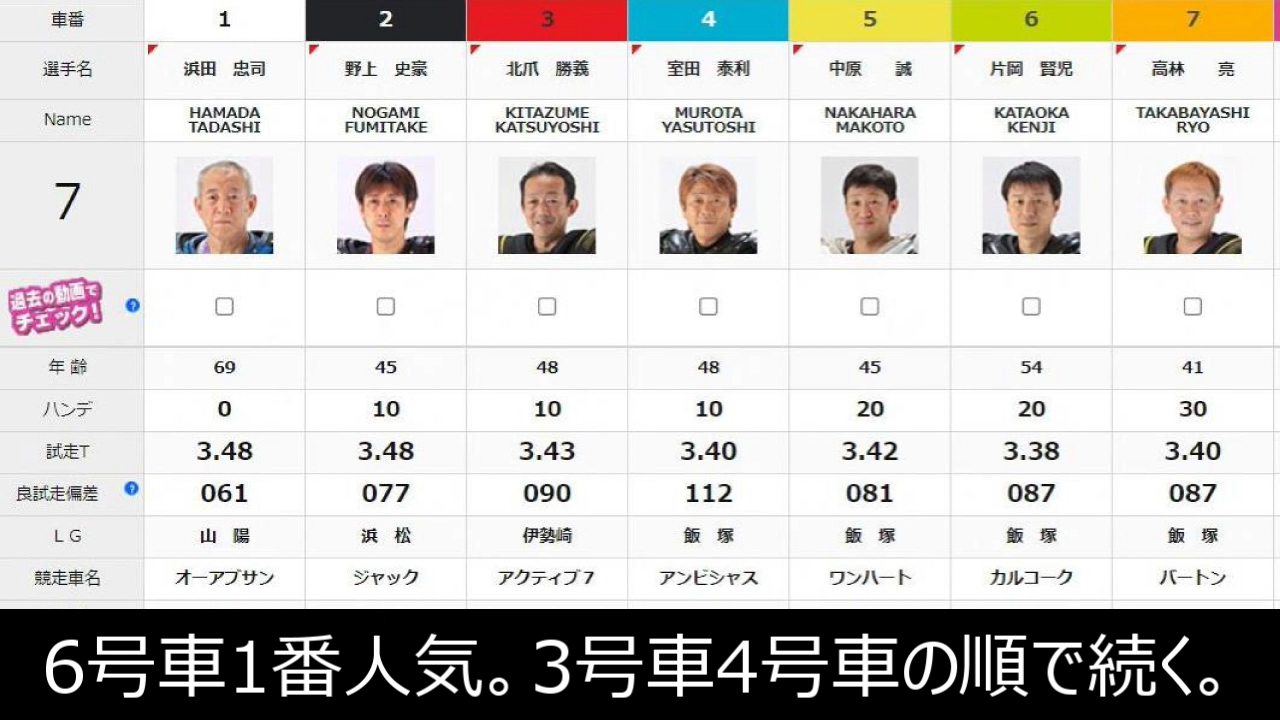 車番 1 2 3 4 5 6 7
選手名 浜田 忠司 野上 史豪 北爪 勝義 室田 泰利 中原 誠 片岡 賢児 高林 亮
Name HAMADA TADASHI NOGAMI FUMITAKE KITAZUME KATSUYOSHI MUROTA YASUTOSHI NAKAHARA MAKOTO KATAOKA KENJI TAKABAYASHI RYO
7
過去の動画で
チェック! ?
年齢 69 45 48 48 45 54 41
ハンデ 0 10 10 10 20 20 30
試走T 3.48 3.48 3.43 3.40 3.42 3.38 3.40
良試走偏差 ? 061 077 090 112 081 087 087
LG 山陽 浜松 伊勢崎 飯塚 飯塚 飯塚 飯塚
競走車名 オーアブサン ジャック アクティブ7 アンビシャス ワンハート カルコーク バートン
6号車1番人気。3号車4号車の順で続く。